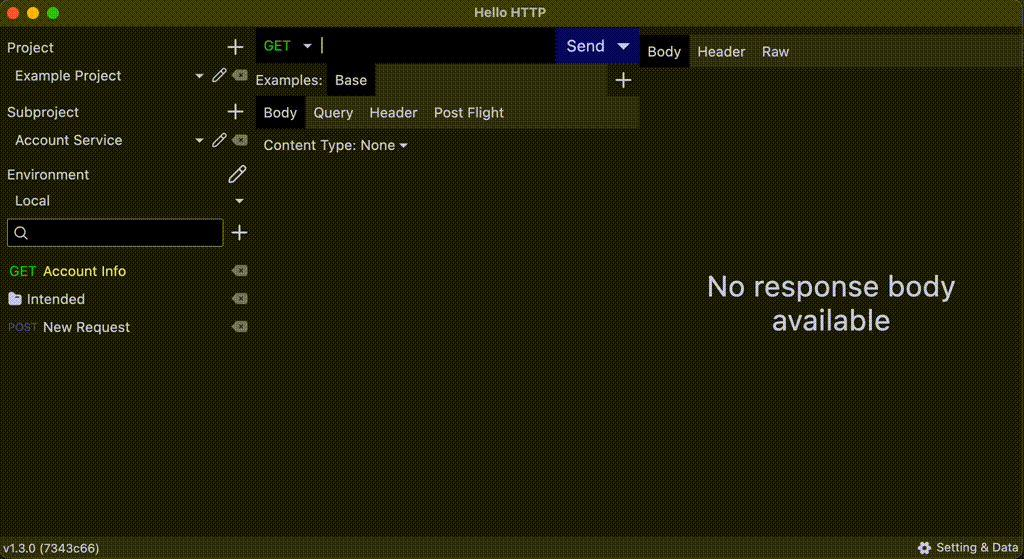 Hello HTTP
Project
Example Project
Subproject
Account Service
Environment
Local
GET Account Info
Intended
POST New Request
GET
Send
Examples: Base
Body Query Header Post Flight
Content Type: None
Body Header Raw
No response body
available
v1.3.0 (7343c66)
Setting & Data